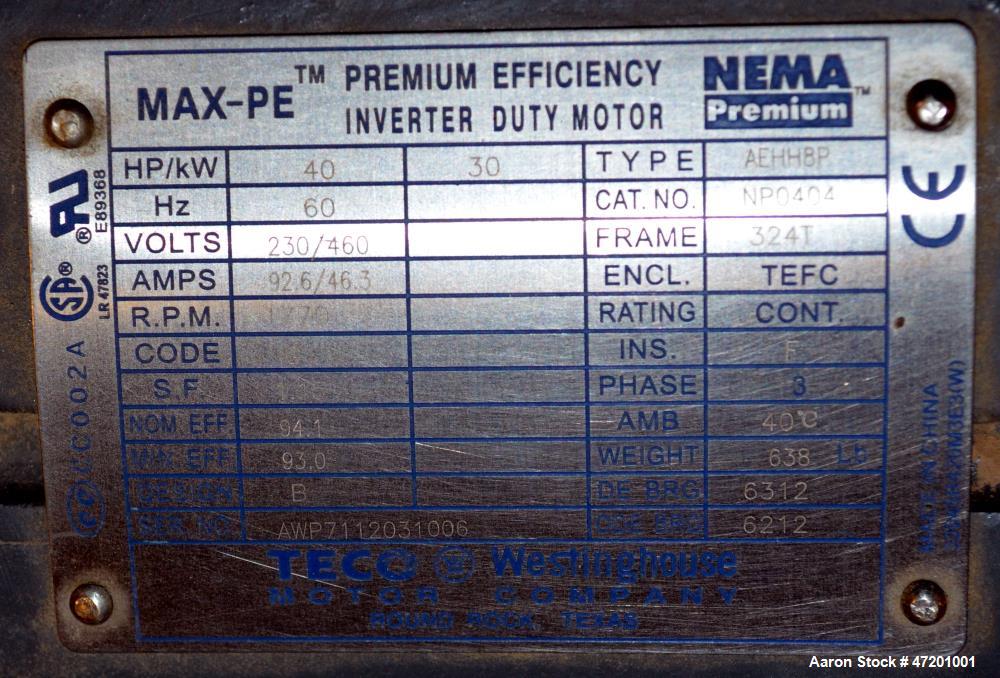 MAX-PE™ PREMIUM EFFICIENCY
INVERTER DUTY MOTOR
NEMA
Premium™
HP/kW 40 30 TYPE AEHH8P
Hz 60 CAT. NO. NP0404
VOLTS 230/460 FRAME 324T
AMPS 92.6/46.3 ENCL. TEFC
R.P.M. 1770 RATING CONT.
CODE INS. F
S.F. PHASE 3
NOM. EFF 94.1 AMB 40°C
MIN. EFF 93.0 WEIGHT 638 Lb
DESIGN B DE BRG 6312
SER. NO. AWP7112031006 6212
TECO W Westinghouse
MOTOR COMPANY
ROUND ROCK, TEXAS
E89368
LR 47823
CC002A
CE
MADE IN CHINA
Aaron Stock # 47201001